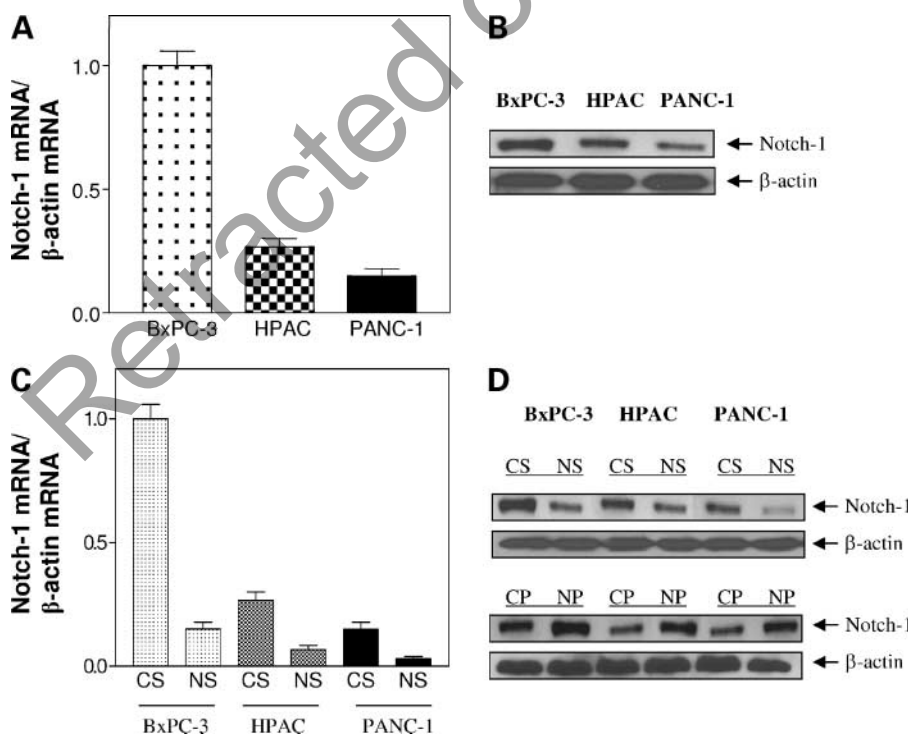 Retracted
A
Notch-1 mRNA/
β-actin mRNA
1.0
0.5
0.0
BxPC-3 HPAC PANC-1
B
BxPC-3 HPAC PANC-1
Notch-1
β-actin
C
Notch-1 mRNA/
β-actin mRNA
1.0
0.5
0.0
CS NS CS NS CS NS
BxPC-3 HPAC PANC-1
D
BxPC-3 HPAC PANC-1
CS NS CS NS CS NS
Notch-1
β-actin
CP NP CP NP CP NP
Notch-1
β-actin